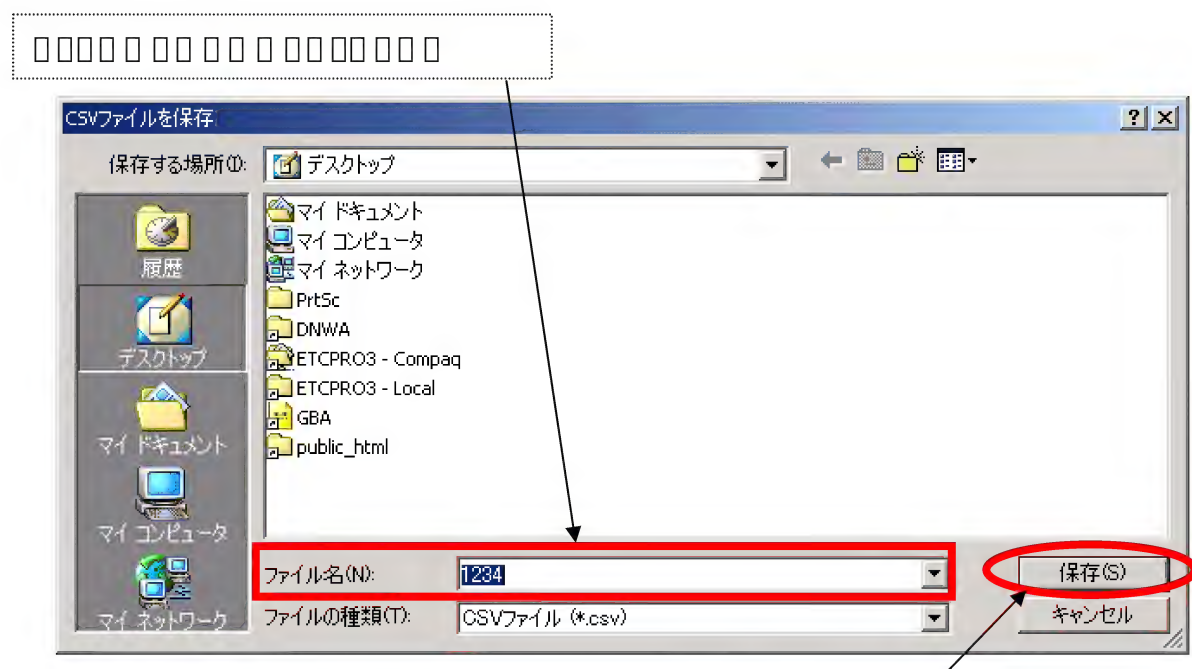 CSVファイルを保存
保存する場所(I):
デスクトップ
履歴
デスクトップ
マイ ドキュメント
マイ コンピュータ
マイ ネットワーク
マイ ドキュメント
マイ コンピュータ
マイ ネットワーク
PrtSc
DNWA
ETCPRO3 - Compaq
ETCPRO3 - Local
GBA
public_html
ファイル名(N):
1234
保存(S)
ファイルの種類(T):
CSVファイル (*.csv)
キャンセル